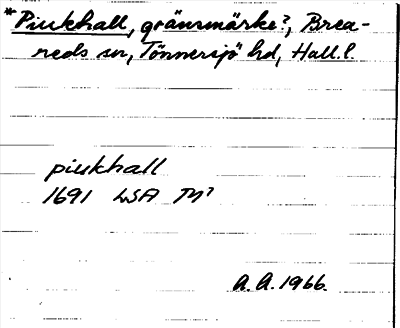 *Piukhall, gränsmärke?, Brea-
reds sn, Tönnersjö hd, Hall.l.
piukhall
1691 LSA
A.A. 1966.